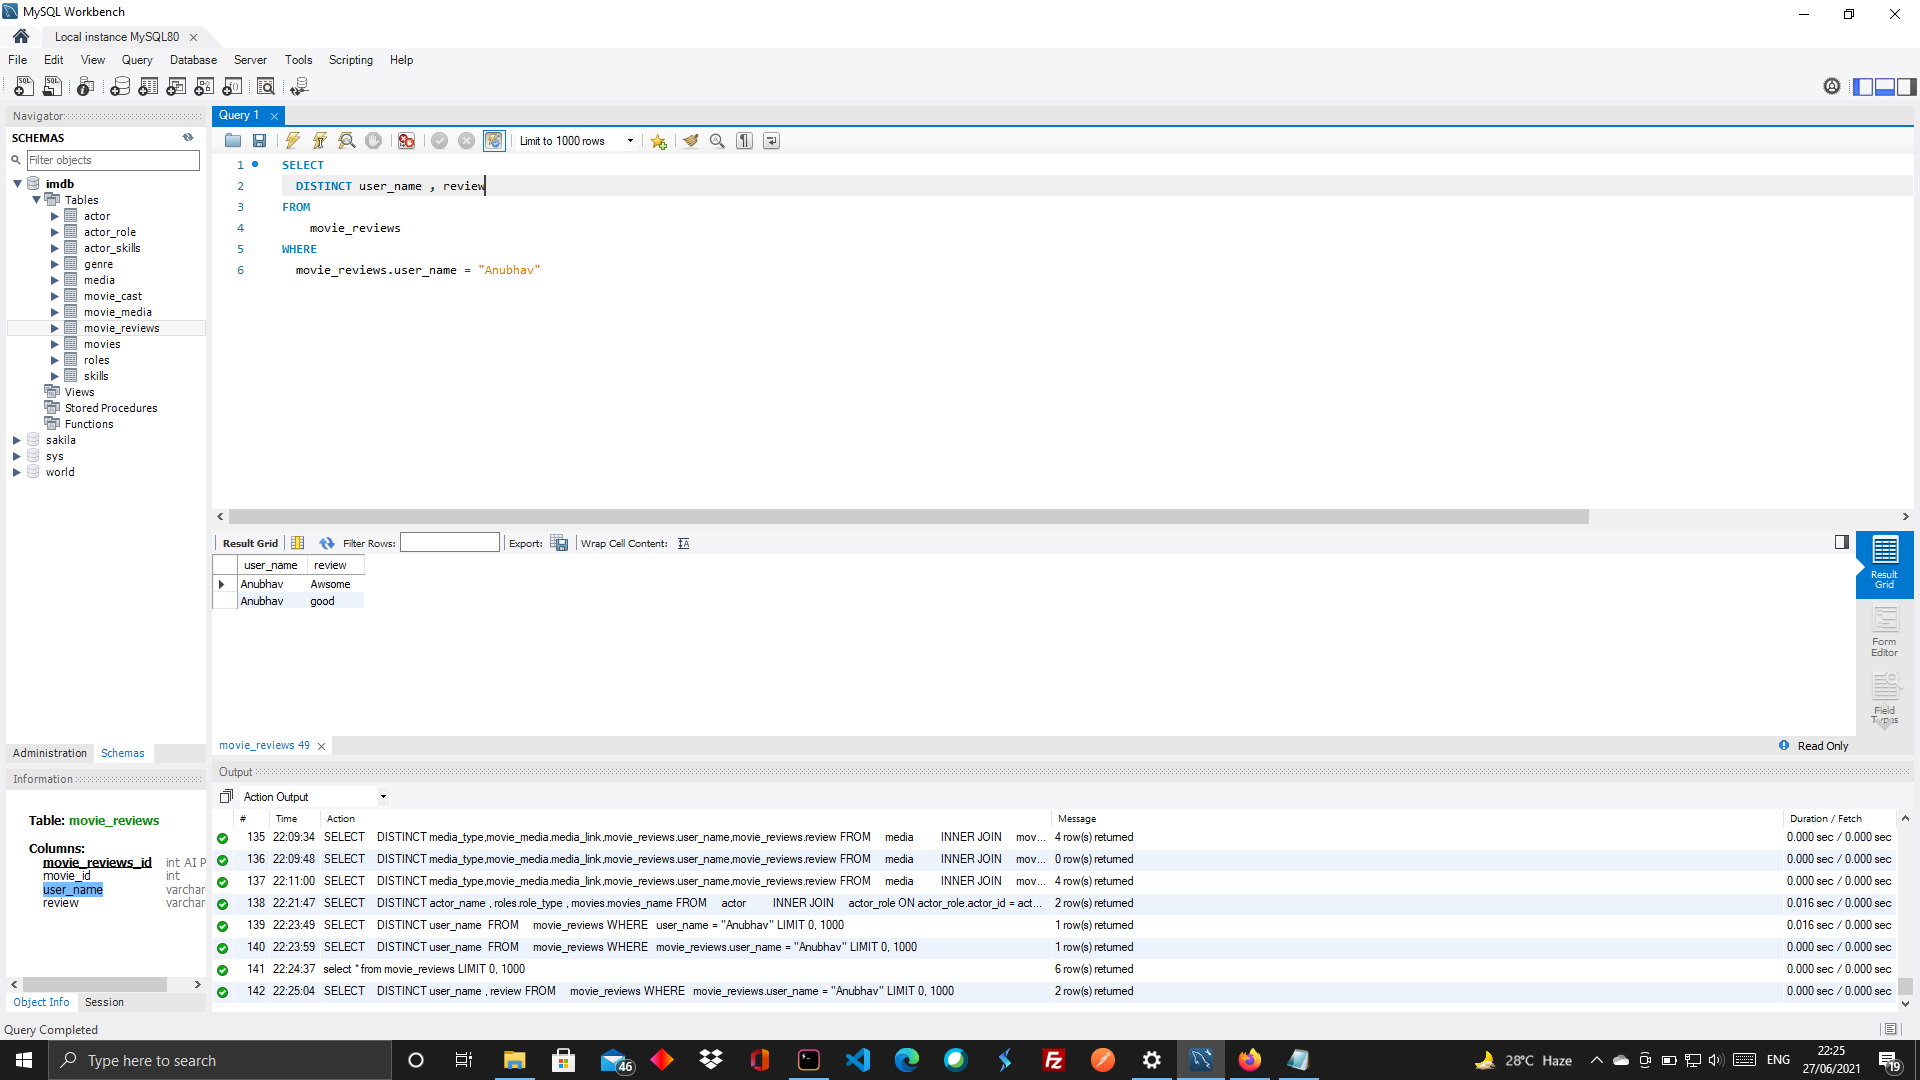 MySQL Workbench
Local instance MySQL80
File Edit View Query Database Server Tools Scripting Help
Navigator
SCHEMAS
Filter objects
imdb
Tables
actor
actor_role
actor_skills
genre
media
movie_cast
movie_media
movie_reviews
movies
roles
skills
Views
Stored Procedures
Functions
sakila
sys
world
Administration Schemas
Information
Table: movie_reviews
Columns:
movie_reviews_id int AI P
movie_id int
user_name varchar
review varchar
Object Info Session
Query 1
Limit to 1000 rows
1 SELECT
2 DISTINCT user_name , review
3 FROM
4 movie_reviews
5 WHERE
6 movie_reviews.user_name = "Anubhav"
Result Grid Filter Rows: Export: Wrap Cell Content:
user_name review
Anubhav Awsome
Anubhav good
Result Grid
Form Editor
Field Types
movie_reviews 49
Read Only
Output
Action Output
# Time Action Message Duration / Fetch
135 22:09:34 SELECT DISTINCT media_type,movie_media.media_link,movie_reviews.user_name,movie_reviews.review FROM media INNER JOIN mov... 4 row(s) returned 0.000 sec / 0.000 sec
136 22:09:48 SELECT DISTINCT media_type,movie_media.media_link,movie_reviews.user_name,movie_reviews.review FROM media INNER JOIN mov... 0 row(s) returned 0.000 sec / 0.000 sec
137 22:11:00 SELECT DISTINCT media_type,movie_media.media_link,movie_reviews.user_name,movie_reviews.review FROM media INNER JOIN mov... 4 row(s) returned 0.000 sec / 0.000 sec
138 22:21:47 SELECT DISTINCT actor_name , roles.role_type , movies.movies_name FROM actor INNER JOIN actor_role ON actor_role.actor_id = act... 2 row(s) returned 0.016 sec / 0.000 sec
139 22:23:49 SELECT DISTINCT user_name FROM movie_reviews WHERE user_name = "Anubhav" LIMIT 0, 1000 1 row(s) returned 0.016 sec / 0.000 sec
140 22:23:59 SELECT DISTINCT user_name FROM movie_reviews WHERE movie_reviews.user_name = "Anubhav" LIMIT 0, 1000 1 row(s) returned 0.000 sec / 0.000 sec
141 22:24:37 select * from movie_reviews LIMIT 0, 1000 6 row(s) returned 0.000 sec / 0.000 sec
142 22:25:04 SELECT DISTINCT user_name , review FROM movie_reviews WHERE movie_reviews.user_name = "Anubhav" LIMIT 0, 1000 2 row(s) returned 0.000 sec / 0.000 sec
Query Completed
Type here to search
46
28°C Haze
ENG
22:25
27/06/2021
19